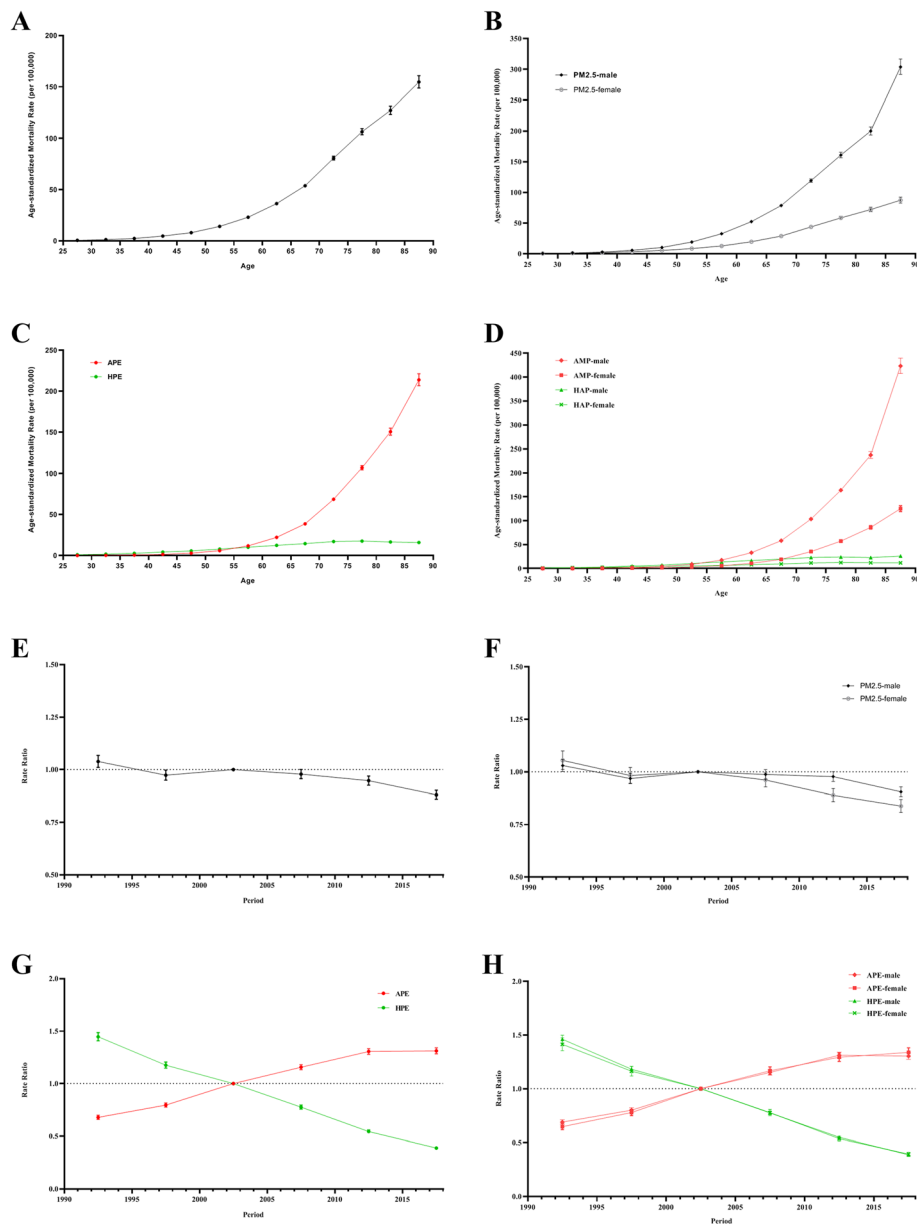 A
Age-standardized Mortality Rate (per 100,000)
200
150
100
50
0
25 30 35 40 45 50 55 60 65 70 75 80 85 90
Age
B
Age-standardized Mortality Rate (per 100,000)
PM2.5-male
PM2.5-female
350
300
250
200
150
100
50
0
25 30 35 40 45 50 55 60 65 70 75 80 85 90
Age
C
Age-standardized Mortality Rate (per 100,000)
APE
HPE
250
200
150
100
50
0
25 30 35 40 45 50 55 60 65 70 75 80 85 90
Age
D
Age-standardized Mortality Rate (per 100,000)
AMP-male
AMP-female
HAP-male
HAP-female
450
400
350
300
250
200
150
100
50
0
25 30 35 40 45 50 55 60 65 70 75 80 85 90
Age
E
Rate Ratio
1.50
1.25
1.00
0.75
0.50
1990 1995 2000 2005 2010 2015
Period
F
Rate Ratio
PM2.5-male
PM2.5-female
1.50
1.25
1.00
0.75
0.50
1990 1995 2000 2005 2010 2015
Period
G
Rate Ratio
APE
HPE
2.0
1.5
1.0
0.5
0.0
1990 1995 2000 2005 2010 2015
Period
H
Rate Ratio
APE-male
APE-female
HPE-male
HPE-female
2.0
1.5
1.0
0.5
0.0
1990 1995 2000 2005 2010 2015
Period